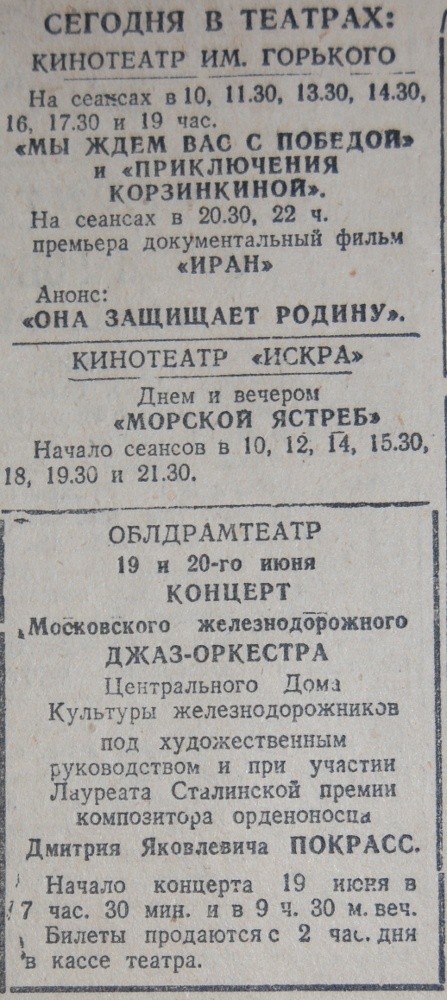 СЕГОДНЯ В ТЕАТРАХ:
КИНОТЕАТР ИМ. ГОРЬКОГО
На сеансах в 10, 11.30, 13.30, 14.30,
16, 17.30 и 19 час.
«МЫ ЖДЕМ ВАС С ПОБЕДОЙ»
и «ПРИКЛЮЧЕНИЯ
КОРЗИНКИНОЙ».
На сеансах в 20.30, 22 ч.
премьера документальный фильм
«ИРАН»
Анонс:
«ОНА ЗАЩИЩАЕТ РОДИНУ».
КИНОТЕАТР «ИСКРА»
Днем и вечером
«МОРСКОЙ ЯСТРЕБ»
Начало сеансов в 10, 12, 14, 15.30,
18, 19.30 и 21.30.
ОБЛДРАМТЕАТР
19 и 20-го июня
КОНЦЕРТ
Московского железнодорожного
ДЖАЗ-ОРКЕСТРА
Центрального Дома
Культуры железнодорожников
под художественным
руководством и при участии
Лауреата Сталинской премии
композитора орденоносца
Дмитрия Яковлевича ПОКРАСС.
Начало концерта 19 июня в
7 час. 30 мин. и в 9 ч. 30 м. веч.
Билеты продаются с 2 час. дня
в кассе театра.